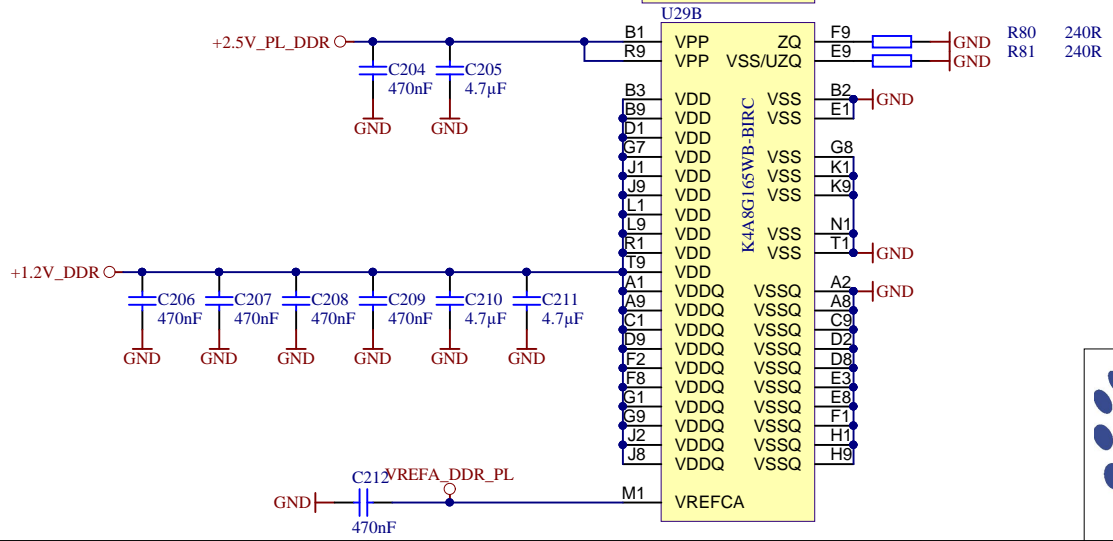 U29B
+2.5V_PL_DDR B1 VPP ZQ F9 GND R80 240R
R9 VPP VSS/UZQ E9 GND R81 240R
C204 C205
470nF 4.7µF
GND GND
B3 VDD VSS B2 GND
B9 VDD VSS E1
D1 VDD
G7 VDD VSS G8
J1 VDD VSS K1
J9 VDD VSS K9
L1 VDD
L9 VDD VSS N1
R1 VDD VSS T1 GND
K4A8G165WB-BIRC
+1.2V_DDR T9 VDD
A1 VDDQ VSSQ A2 GND
C206 C207 C208 C209 C210 C211
470nF 470nF 470nF 470nF 4.7µF 4.7µF
GND GND GND GND GND GND
A9 VDDQ VSSQ A8
C1 VDDQ VSSQ C9
D9 VDDQ VSSQ D2
F2 VDDQ VSSQ D8
F8 VDDQ VSSQ E3
G1 VDDQ VSSQ E8
G9 VDDQ VSSQ F1
J2 VDDQ VSSQ H1
J8 VDDQ VSSQ H9
C212 VREFA_DDR_PL
GND M1 VREFCA
470nF